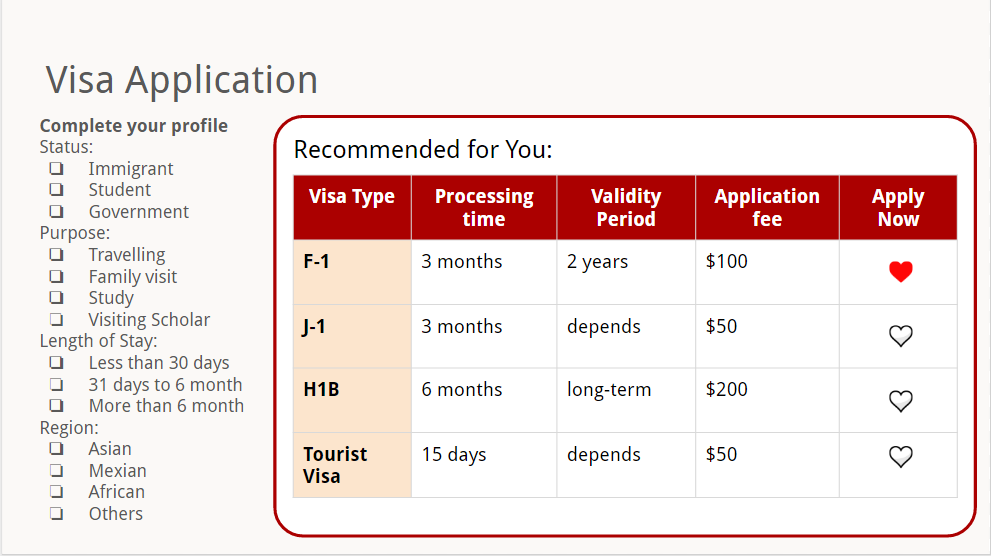 Visa Application
Complete your profile
Status:
❏ Immigrant
❏ Student
❏ Government
Purpose:
❏ Travelling
❏ Family visit
❏ Study
❏ Visiting Scholar
Length of Stay:
❏ Less than 30 days
❏ 31 days to 6 month
❏ More than 6 month
Region:
❏ Asian
❏ Mexian
❏ African
❏ Others
Recommended for You:
Visa Type Processing time Validity Period Application fee Apply Now
F-1 3 months 2 years $100
J-1 3 months depends $50
H1B 6 months long-term $200
Tourist Visa 15 days depends $50